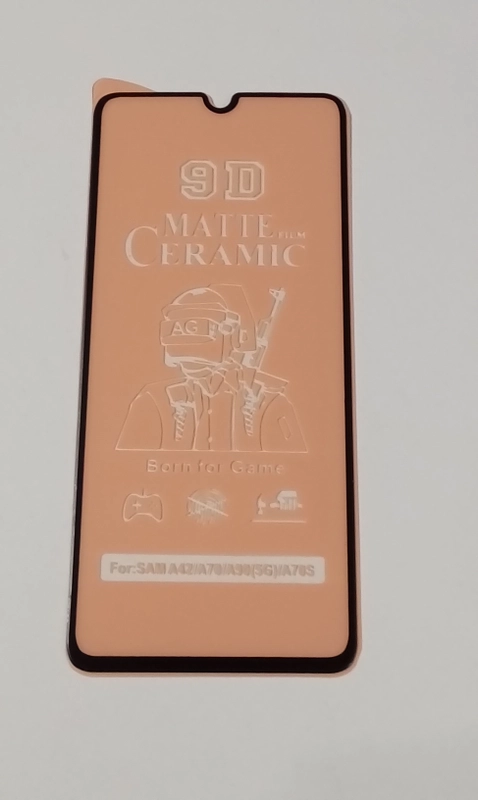 9D
MATTE FILM
CERAMIC
AG
Born for Game
For:SAM A42/A70/A90(5G)/A70S